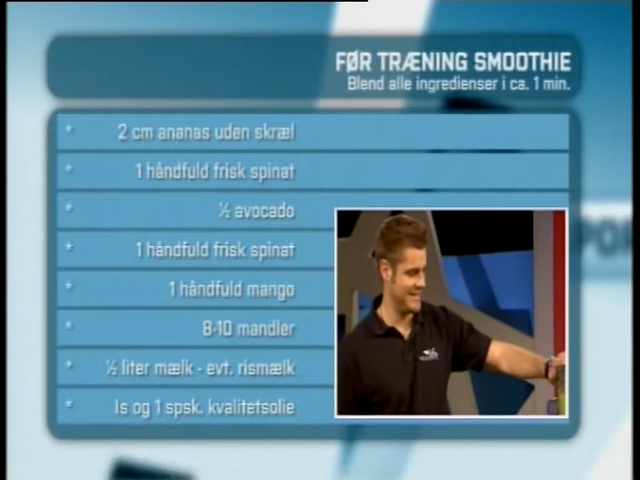 FØR TRÆNING SMOOTHIE
Blend alle ingredienser i ca. 1 min.
* 2 cm ananas uden skræl
* 1 håndfuld frisk spinat
* ½ avocado
* 1 håndfuld frisk spinat
* 1 håndfuld mango
* 8-10 mandler
* ½ liter mælk - evt. rismælk
* Is og 1 spsk. kvalitetsolie